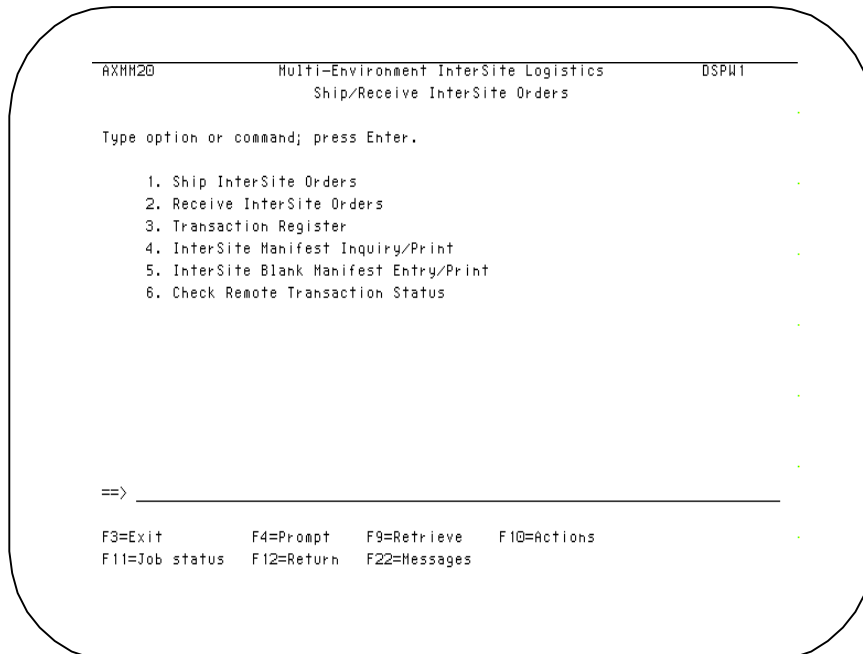 AXMM20 Multi-Environment InterSite Logistics DSPW1
Ship/Receive InterSite Orders
Type option or command; press Enter.
1. Ship InterSite Orders
2. Receive InterSite Orders
3. Transaction Register
4. InterSite Manifest Inquiry/Print
5. InterSite Blank Manifest Entry/Print
6. Check Remote Transaction Status
==>
F3=Exit F4=Prompt F9=Retrieve F10=Actions
F11=Job status F12=Return F22=Messages